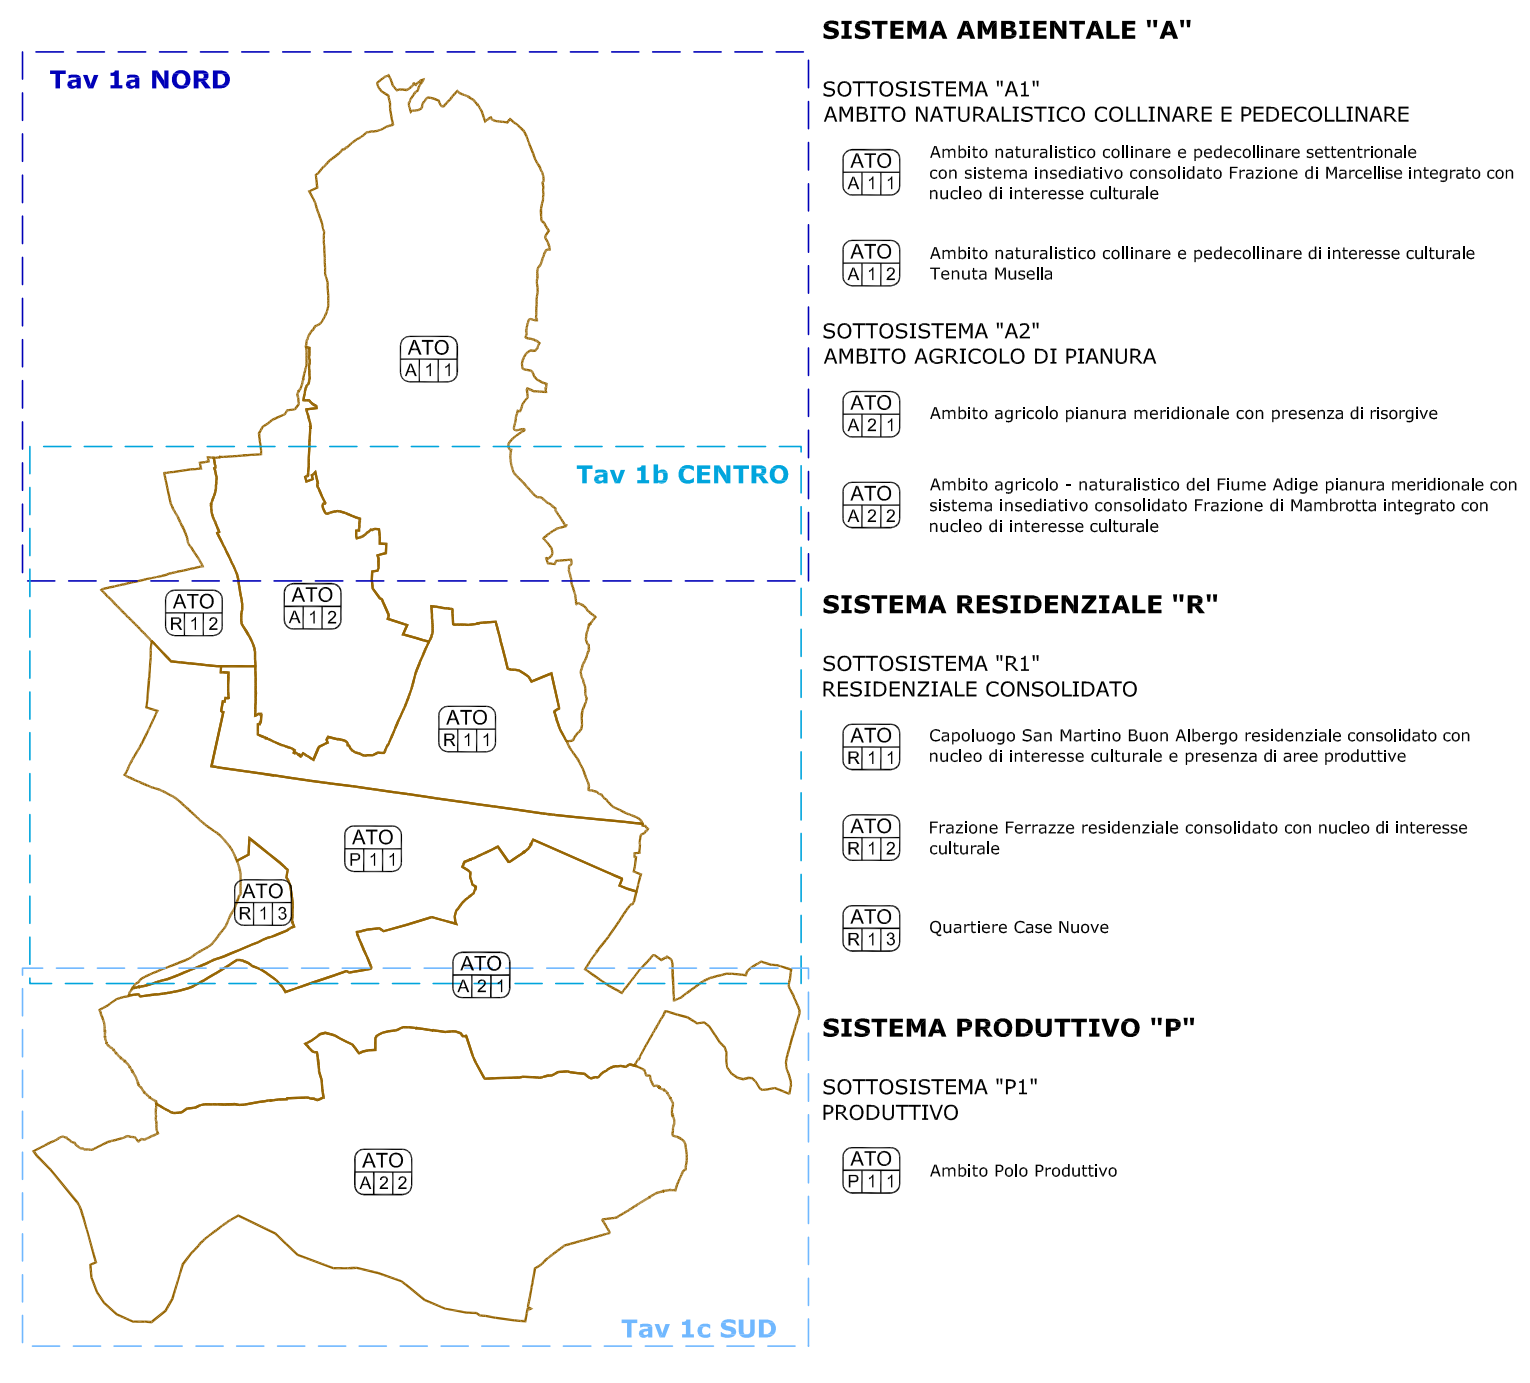 Tav 1a NORD
ATO
A 1 1
Tav 1b CENTRO
ATO
R 1 2
ATO
A 1 2
ATO
R 1 1
ATO
P 1 1
ATO
R 1 3
ATO
A 2 1
ATO
A 2 2
Tav 1c SUD
SISTEMA AMBIENTALE "A"
SOTTOSISTEMA "A1"
AMBITO NATURALISTICO COLLINARE E PEDECOLLINARE
ATO
A 1 1
Ambito naturalistico collinare e pedecollinare settentrionale
con sistema insediativo consolidato Frazione di Marcellise integrato con
nucleo di interesse culturale
ATO
A 1 2
Ambito naturalistico collinare e pedecollinare di interesse culturale
Tenuta Musella
SOTTOSISTEMA "A2"
AMBITO AGRICOLO DI PIANURA
ATO
A 2 1
Ambito agricolo pianura meridionale con presenza di risorgive
ATO
A 2 2
Ambito agricolo - naturalistico del Fiume Adige pianura meridionale con
sistema insediativo consolidato Frazione di Mambrotta integrato con
nucleo di interesse culturale
SISTEMA RESIDENZIALE "R"
SOTTOSISTEMA "R1"
RESIDENZIALE CONSOLIDATO
ATO
R 1 1
Capoluogo San Martino Buon Albergo residenziale consolidato con
nucleo di interesse culturale e presenza di aree produttive
ATO
R 1 2
Frazione Ferrazze residenziale consolidato con nucleo di interesse
culturale
ATO
R 1 3
Quartiere Case Nuove
SISTEMA PRODUTTIVO "P"
SOTTOSISTEMA "P1"
PRODUTTIVO
ATO
P 1 1
Ambito Polo Produttivo